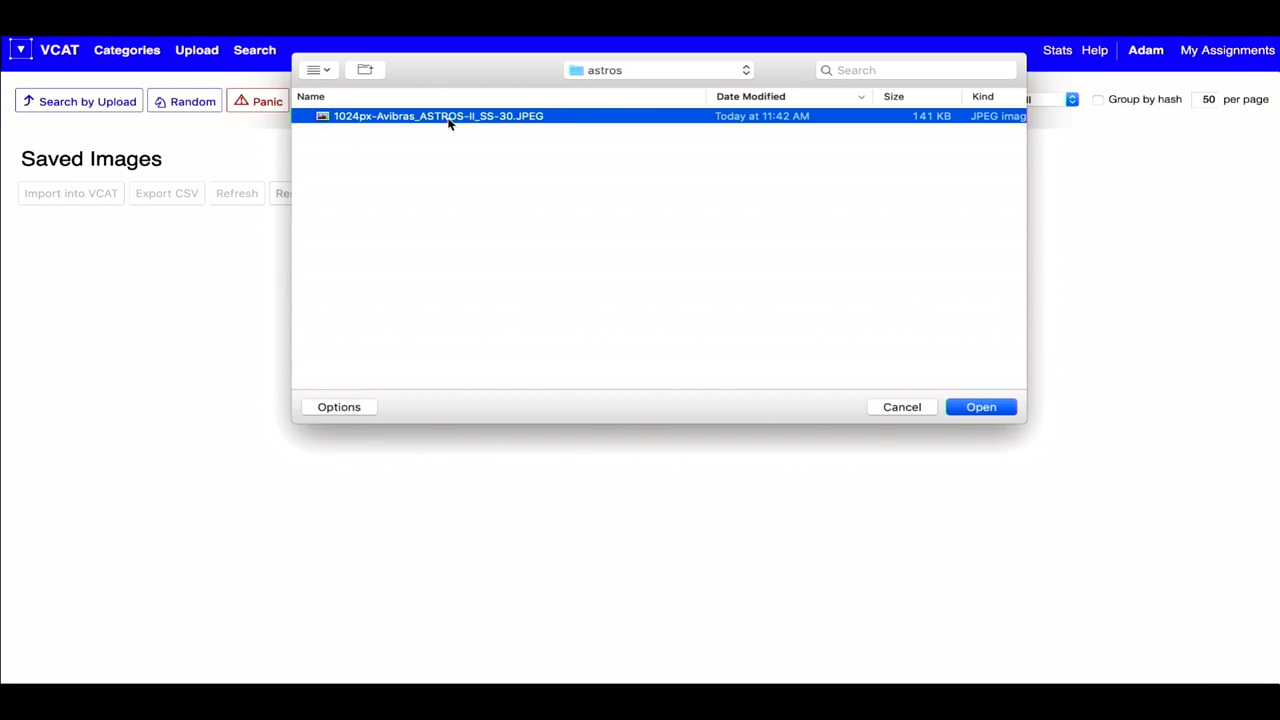 VCAT Categories Upload Search Stats Help Adam My Assignments
astros Search
Search by Upload Random Panic Group by hash 50 per page
Name Date Modified Size Kind
1024px-Avibras_ASTROS-II_SS-30.JPEG Today at 11:42 AM 141 KB JPEG imag
Saved Images
Import into VCAT Export CSV Refresh Re
Options Cancel Open